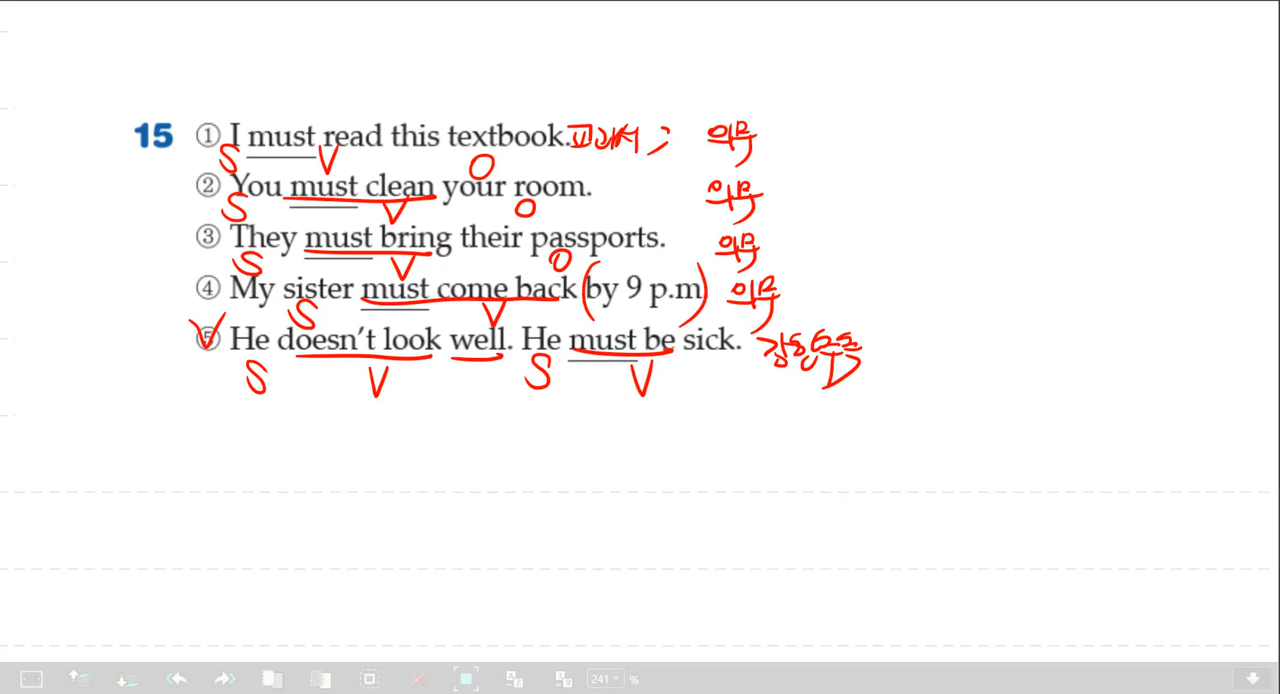 15 ① I must read this textbook. 교과서 ; 의무
S V O
② You must clean your room. 의무
S V O
③ They must bring their passports. 의무
S V O
④ My sister must come back (by 9 p.m) 의무
S V
V ⑤ He doesn't look well. He must be sick. 강한 추측
S V S V
241 %